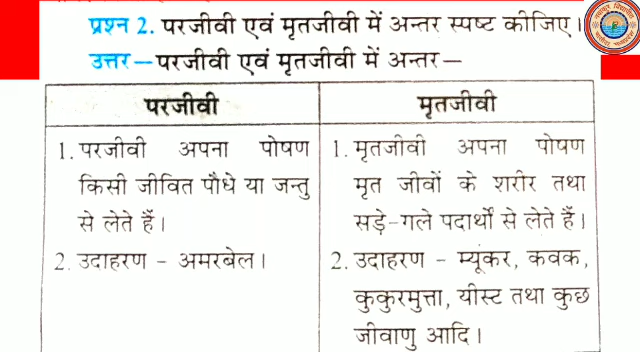 प्रश्न 2. परजीवी एवं मृतजीवी में अन्तर स्पष्ट कीजिए।
उत्तर—परजीवी एवं मृतजीवी में अन्तर—
परजीवी
1. परजीवी अपना पोषण
किसी जीवित पौधे या जन्तु
से लेते हैं।
2. उदाहरण – अमरबेल।
मृतजीवी
1. मृतजीवी अपना पोषण
मृत जीवों के शरीर तथा
सड़े-गले पदार्थों से लेते हैं।
2. उदाहरण – म्यूकर, कवक,
कुकुरमुत्ता, यीस्ट तथा कुछ
जीवाणु आदि।